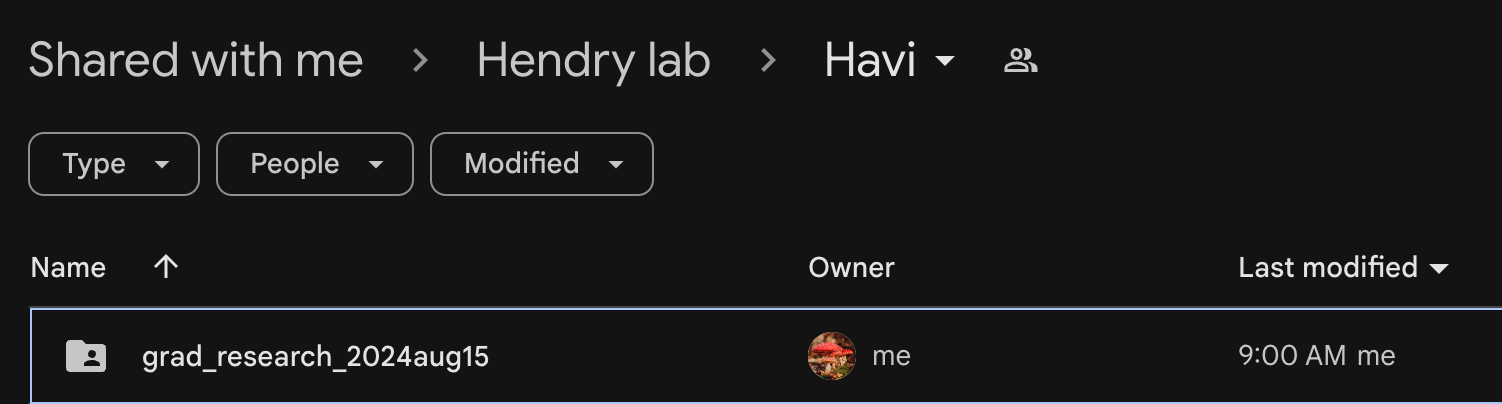 Shared with me > Hendry lab > Havi
Type People Modified
Name Owner Last modified
grad_research_2024aug15 me 9:00 AM me